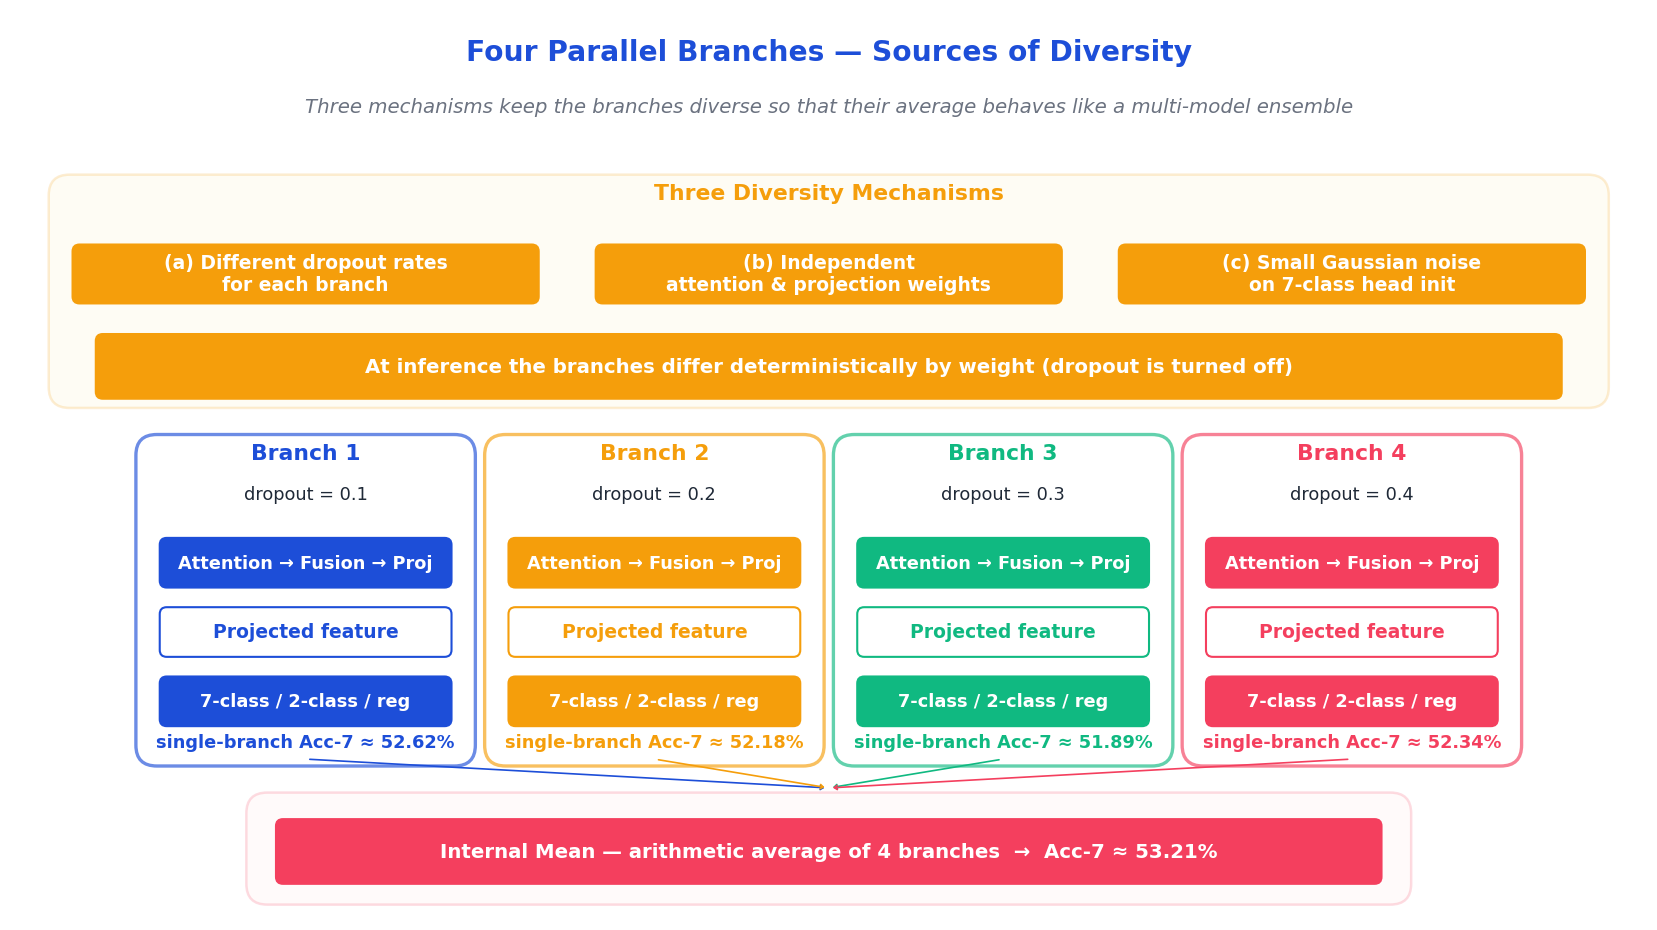 Four Parallel Branches — Sources of Diversity
Three mechanisms keep the branches diverse so that their average behaves like a multi-model ensemble
Three Diversity Mechanisms
(a) Different dropout rates
for each branch
(b) Independent
attention & projection weights
(c) Small Gaussian noise
on 7-class head init
At inference the branches differ deterministically by weight (dropout is turned off)
Branch 1
dropout = 0.1
Attention → Fusion → Proj
Projected feature
7-class / 2-class / reg
single-branch Acc-7 ≈ 52.62%
Branch 2
dropout = 0.2
Attention → Fusion → Proj
Projected feature
7-class / 2-class / reg
single-branch Acc-7 ≈ 52.18%
Branch 3
dropout = 0.3
Attention → Fusion → Proj
Projected feature
7-class / 2-class / reg
single-branch Acc-7 ≈ 51.89%
Branch 4
dropout = 0.4
Attention → Fusion → Proj
Projected feature
7-class / 2-class / reg
single-branch Acc-7 ≈ 52.34%
Internal Mean — arithmetic average of 4 branches → Acc-7 ≈ 53.21%